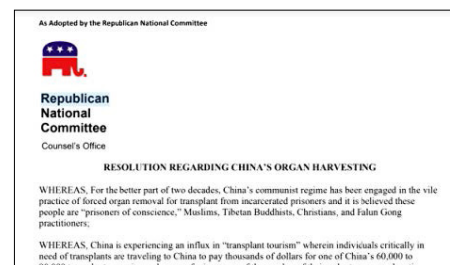 As Adopted by the Republican National Committee
Republican
National
Committee
Counsel's Office
RESOLUTION REGARDING CHINA'S ORGAN HARVESTING
WHEREAS, For the better part of two decades, China's communist regime has been engaged in the vile
practice of forced organ removal for transplant from incarcerated prisoners and it is believed these
people are "prisoner of conscience," Muslims, Tibetan Buddhists, Christians, and Falun Gong
practitioners;
WHEREAS, China is experiencing an influx in "transplant tourism" wherein individuals critically in
need of transplants are traveling to China to pay thousands of dollars for one of China's 60,000 to